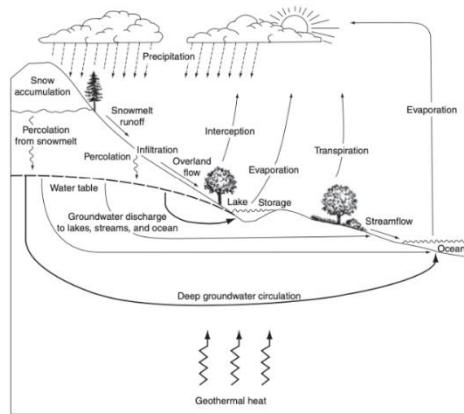 Precipitation
Snow
accumulation
Snowmelt
runoff
Evaporation
Interception
Percolation
from snowmelt
Percolation
Infiltration
Overland
flow
Evaporation
Transpiration
Water table
Lake
Storage
Groundwater discharge
to lakes, streams, and ocean
Streamflow
Ocean
Deep groundwater circulation
Geothermal heat